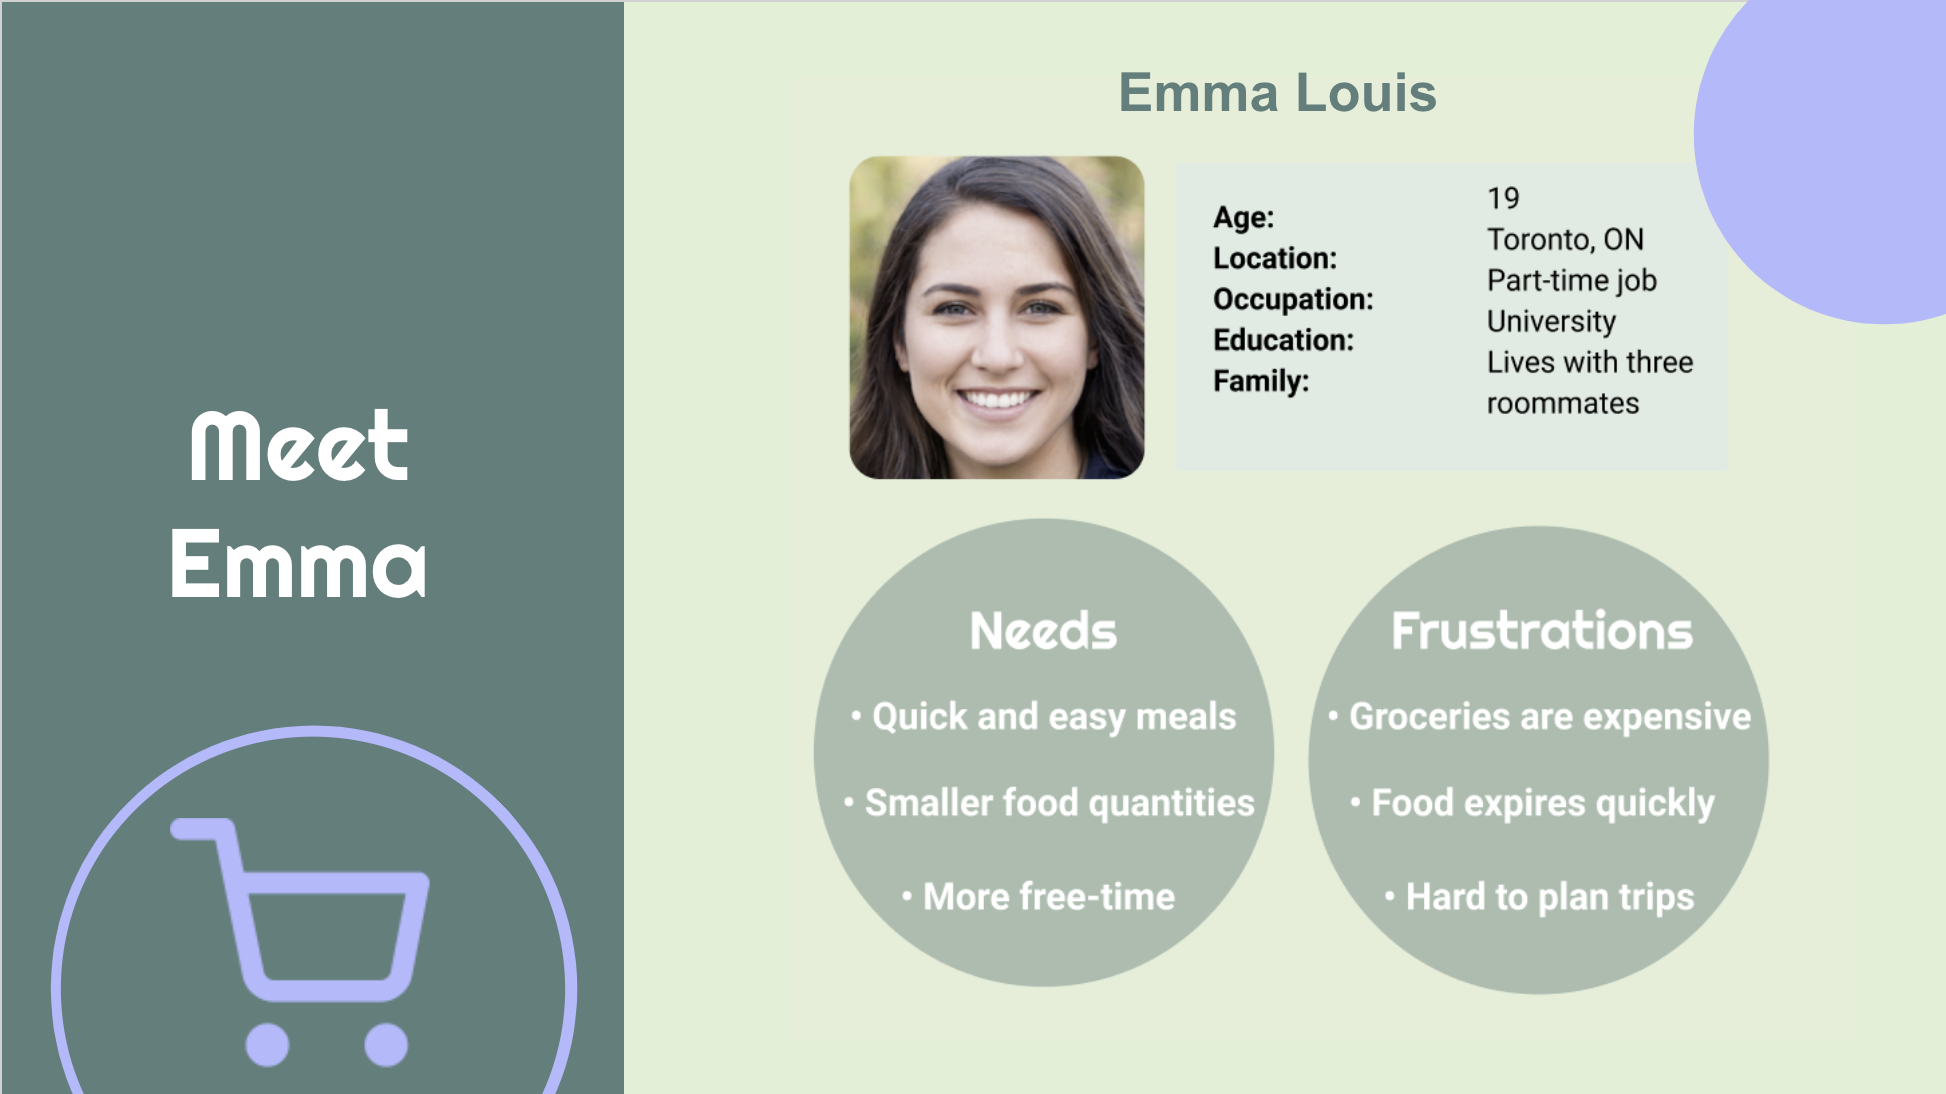 Meet
Emma
Emma Louis
Age:
Location:
Occupation:
Education:
Family:
19
Toronto, ON
Part-time job
University
Lives with three
roommates
Needs
• Quick and easy meals
• Smaller food quantities
• More free-time
Frustrations
• Groceries are expensive
• Food expires quickly
• Hard to plan trips